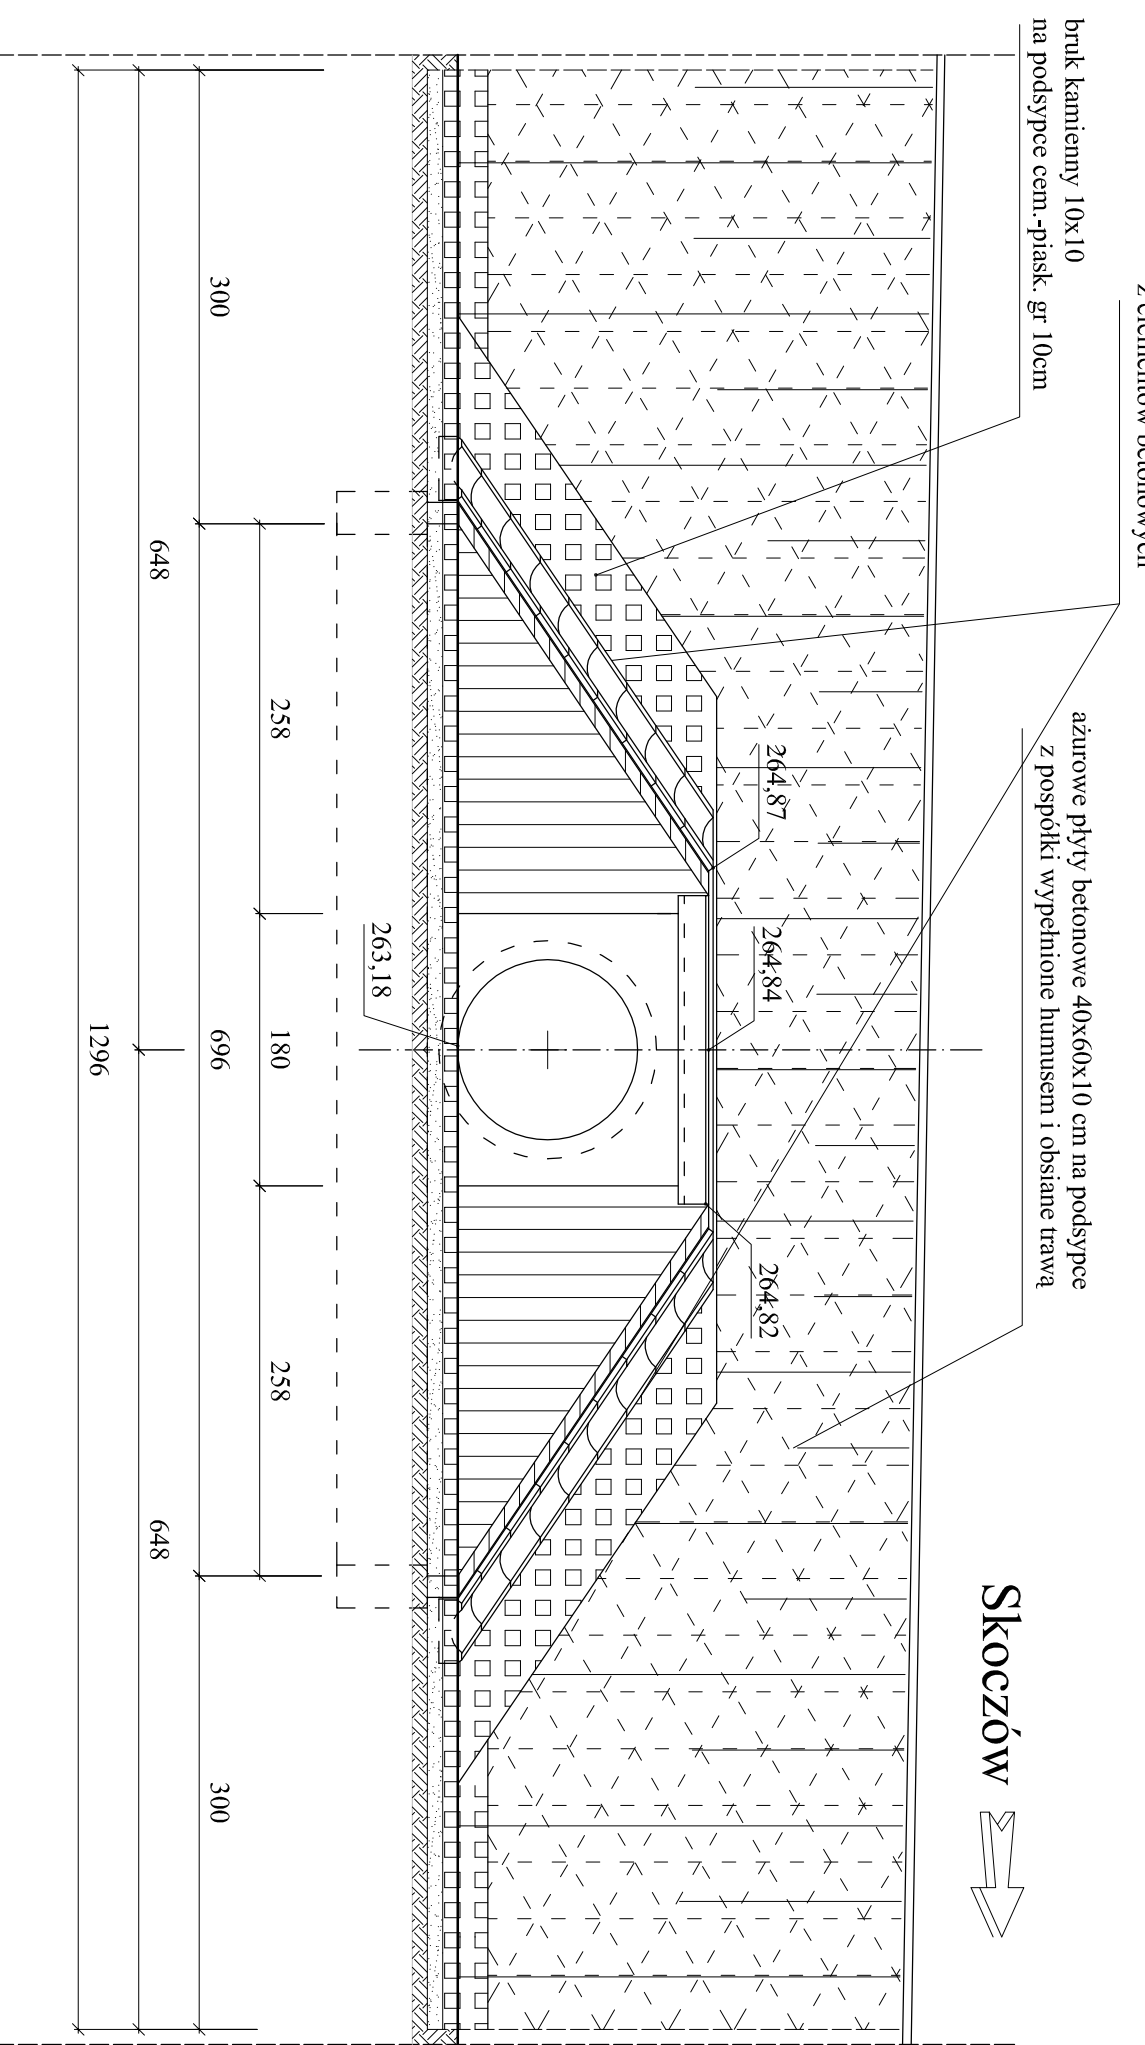 bruk kamienny 10x10
na podsypce cem.-piask. gr 10cm
z elementów betonowych
ażurowe płyty betonowe 40x60x10 cm na podsypce
z pospółki wypełnione humusem i obsiane trawą
Skoczów
264,87
264,84
264,82
263,18
258
180
258
300
696
300
648
648
1296